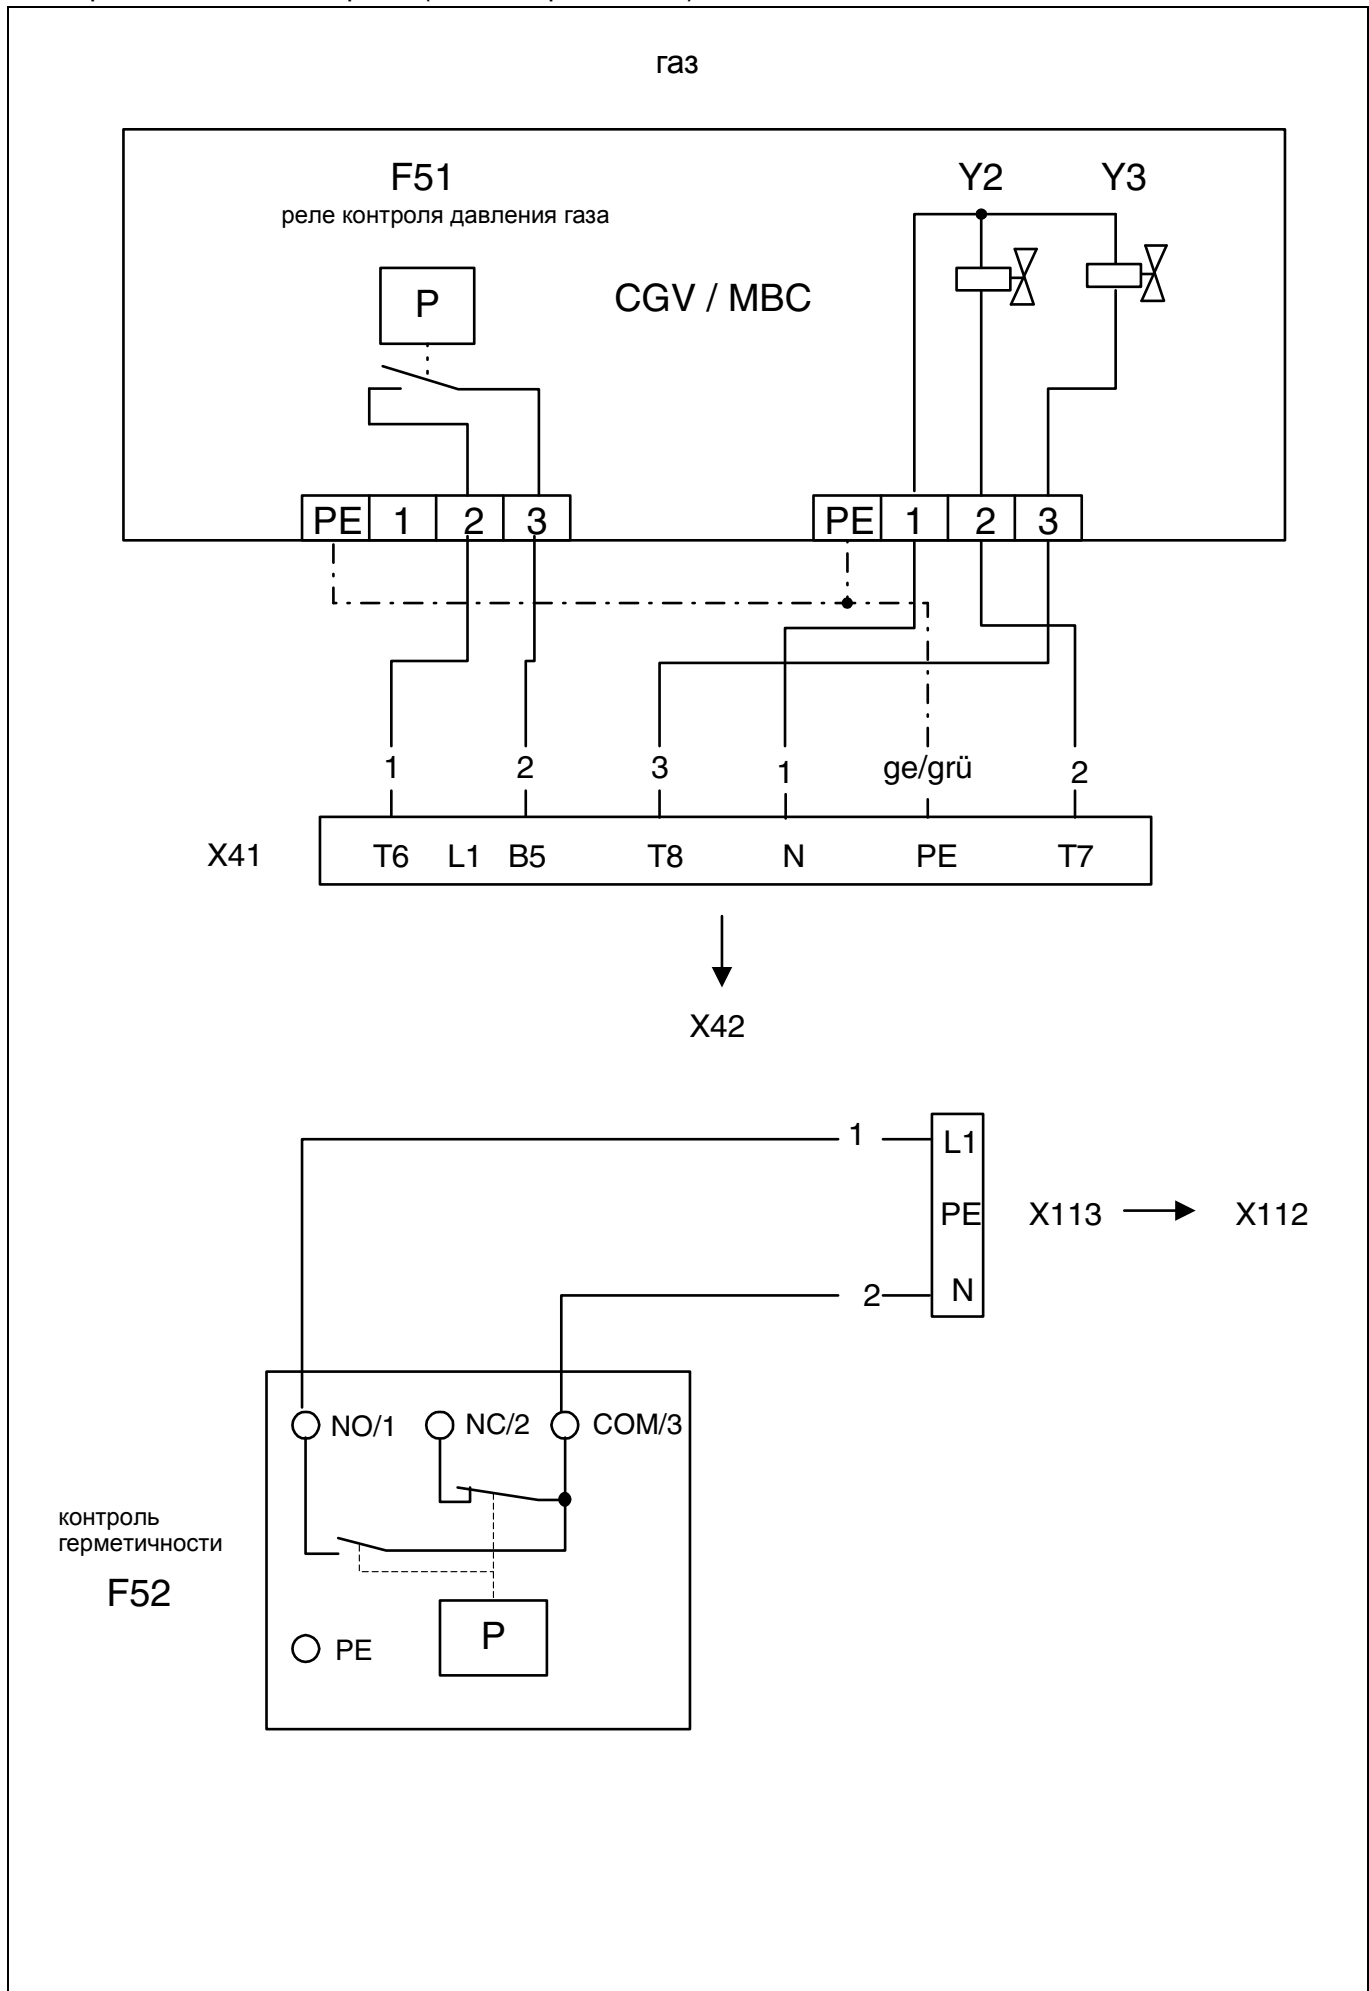 газ
F51
Y2 Y3
реле контроля давления газа
P
CGV / MBC
PE 1 2 3
PE 1 2 3
1 2 3 1 ge/grü 2
X41 T6 L1 B5 T8 N PE T7
X42
1 L1
PE X113 X112
2 N
NO/1 NC/2 COM/3
контроль
герметичности
F52
P
PE